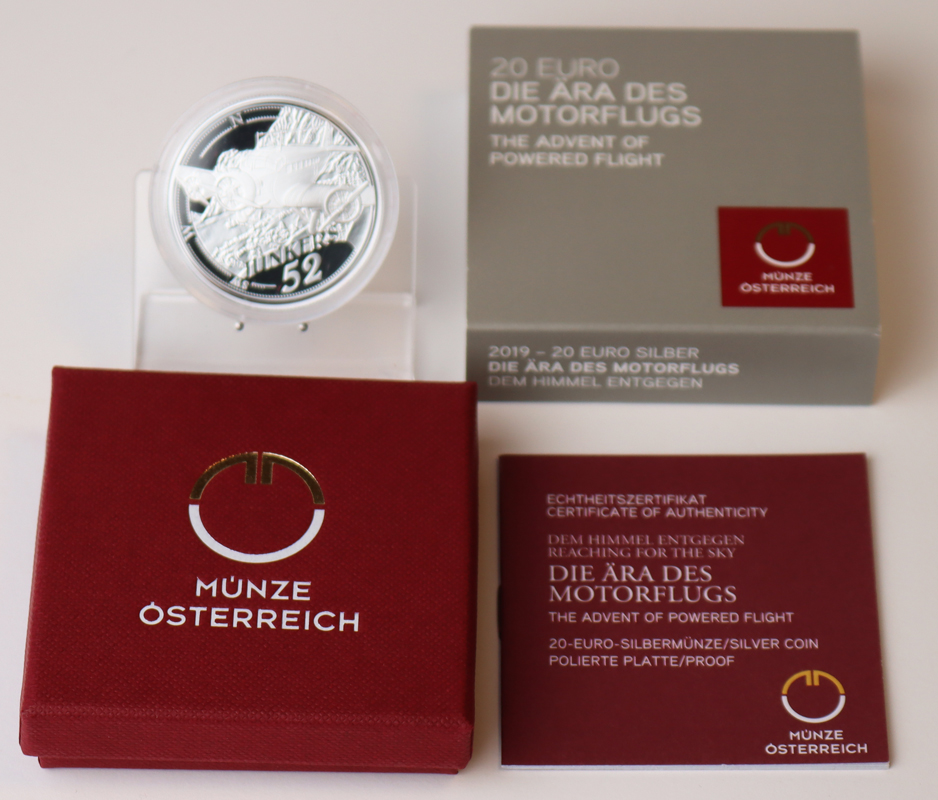 N
W
JUNKERS
52
20 EURO
DIE ÄRA DES
MOTORFLUGS
THE ADVENT OF
POWERED FLIGHT
MÜNZE
ÖSTERREICH
2019 – 20 EURO SILBER
DIE ÄRA DES MOTORFLUGS
DEM HIMMEL ENTGEGEN
MÜNZE
ÖSTERREICH
ECHTHEITSZERTIFIKAT
CERTIFICATE OF AUTHENTICITY
DEM HIMMEL ENTGEGEN
REACHING FOR THE SKY
DIE ÄRA DES
MOTORFLUGS
THE ADVENT OF POWERED FLIGHT
20-EURO-SILBERMÜNZE/SILVER COIN
POLIERTE PLATTE/PROOF
MÜNZE
ÖSTERREICH